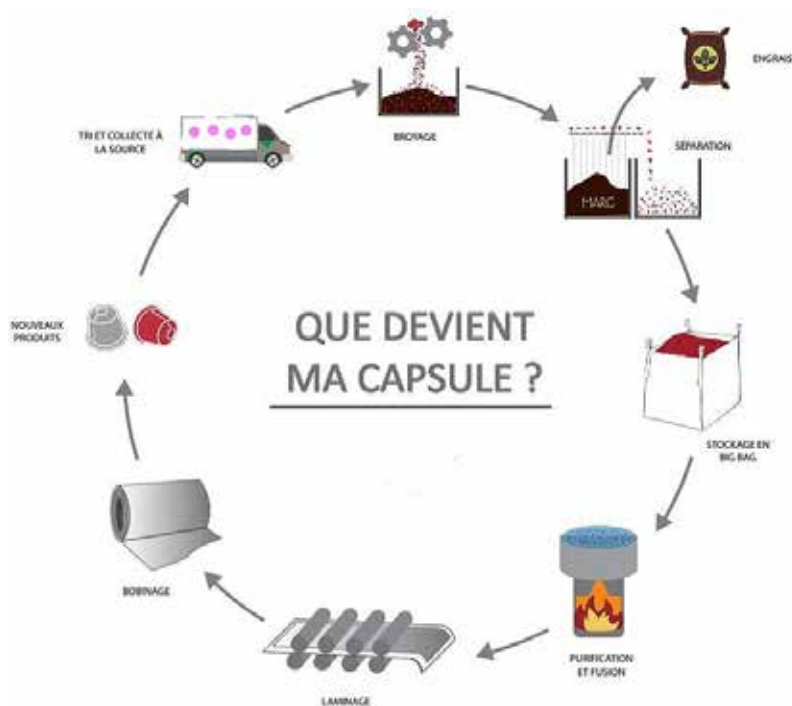 QUE DEVIENT
MA CAPSULE ?
TRI ET COLLECTE À
LA SOURCE
BROYAGE
ENGRAIS
SÉPARATION
MARC
STOCKAGE EN
BIG BAG
PURIFICATION
ET FUSION
LAMINAGE
BOBINAGE
NOUVEAUX
PRODUITS